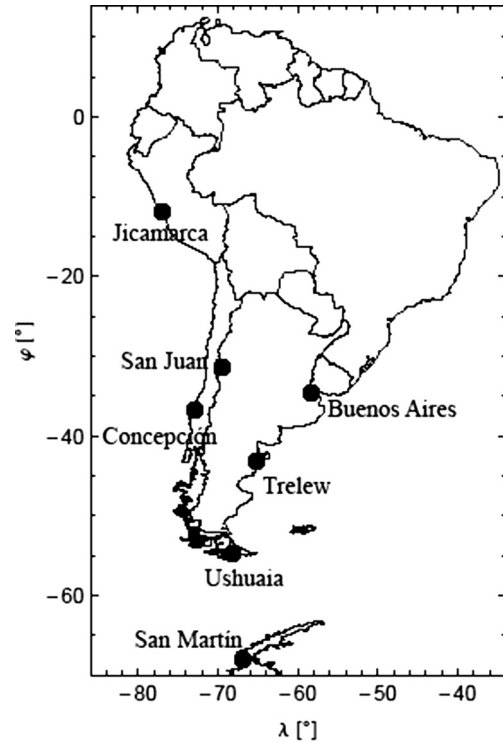 0
Jicamarca
−20
φ [°]
San Juan
Buenos Aires
Concepción
−40
Trelew
Ushuaia
−60
San Martín
−80
−70
−60
−50
−40
λ [°]